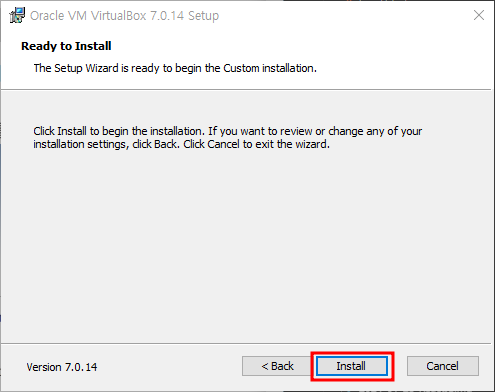 Oracle VM VirtualBox 7.0.14 Setup
Ready to Install
The Setup Wizard is ready to begin the Custom installation.
Click Install to begin the installation. If you want to review or change any of your
installation settings, click Back. Click Cancel to exit the wizard.
Version 7.0.14
< Back
Install
Cancel